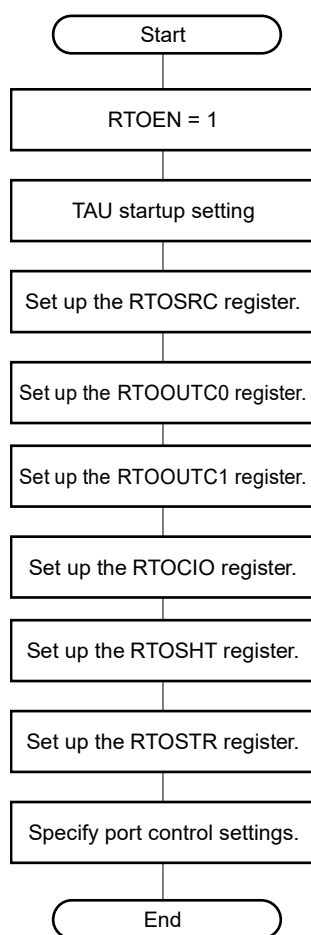 Start
RTOEN = 1
TAU startup setting
Set up the RTOSRC register.
Set up the RTOOUTC0 register.
Set up the RTOOUTC1 register.
Set up the RTOCIO register.
Set up the RTOSHT register.
Set up the RTOSTR register.
Specify port control settings.
End